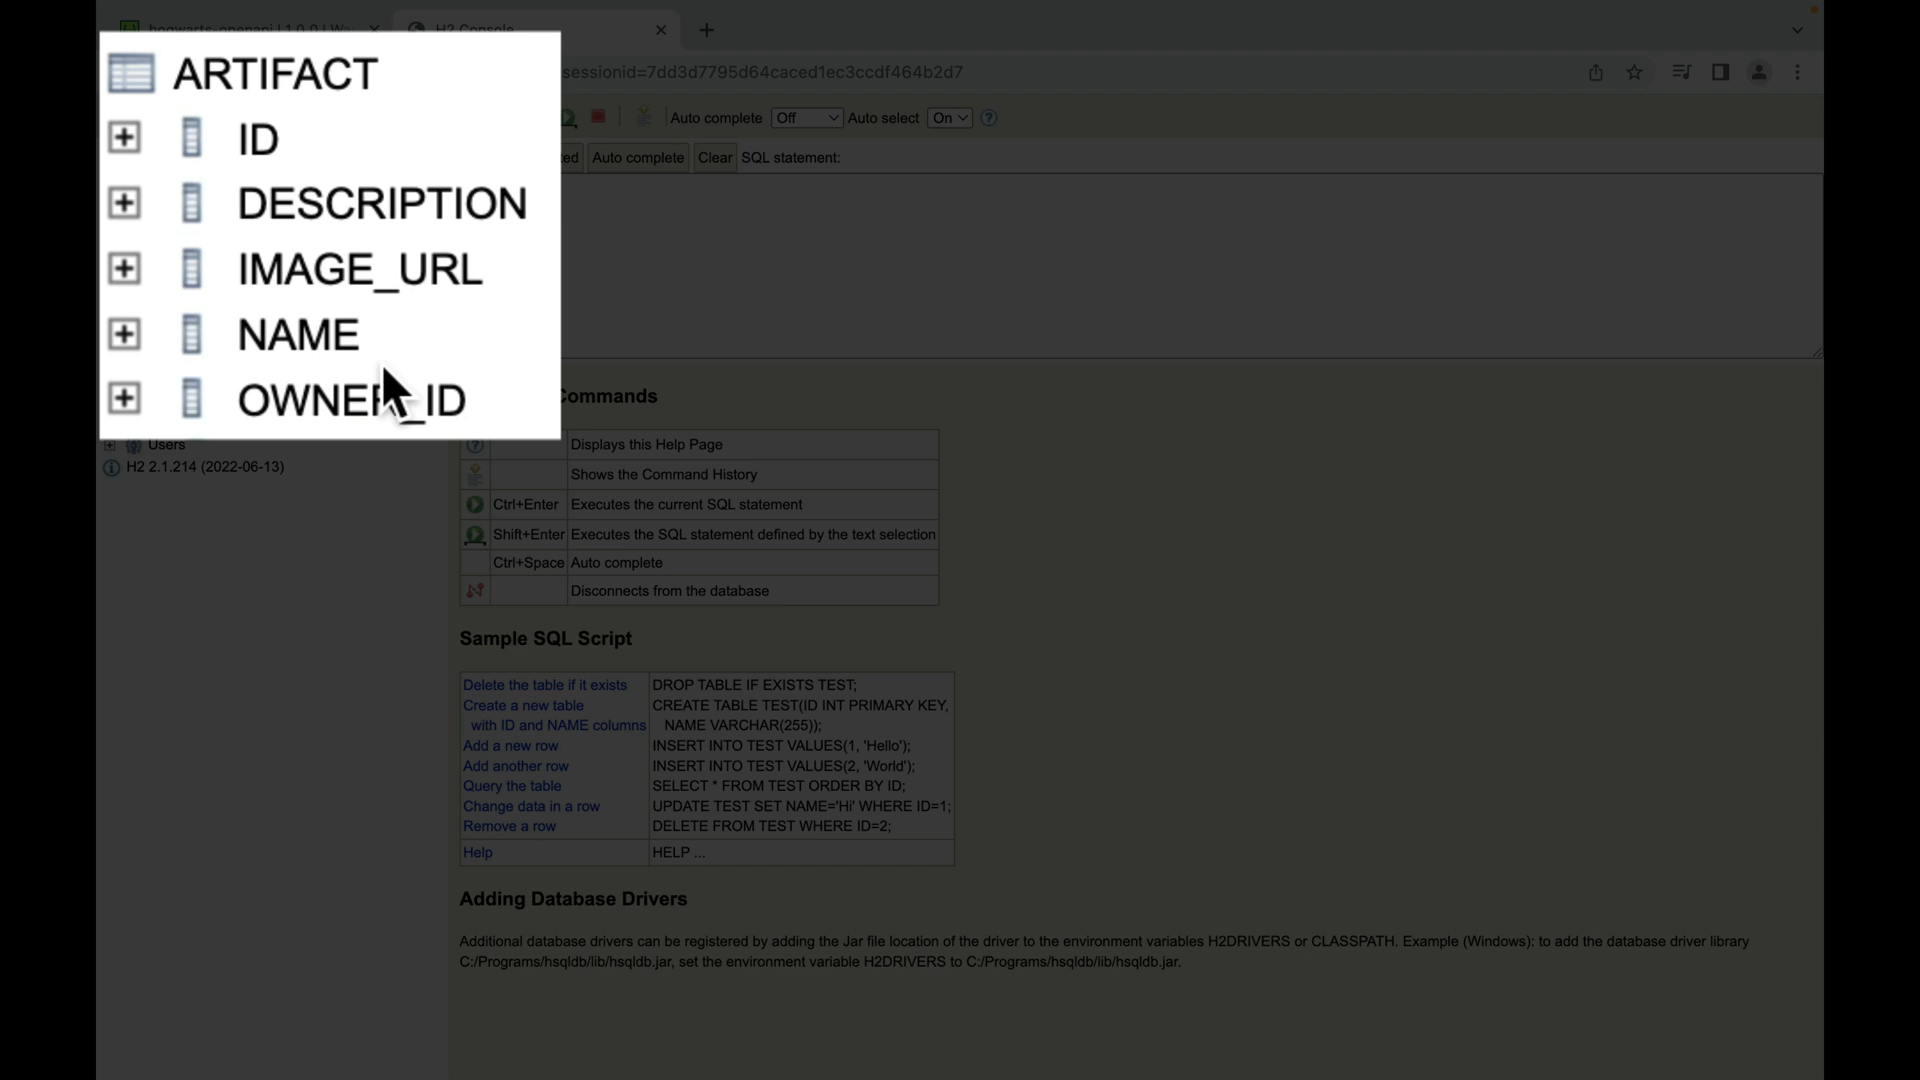 hogwarts-openapi | 1.0.0 | Wa
H2 Console
sessionid=7dd3d7795d64caced1ec3ccdf464b2d7
ARTIFACT
ID
DESCRIPTION
IMAGE_URL
NAME
OWNER_ID
Users
H2 2.1.214 (2022-06-13)
Auto complete Off Auto select On
ted Auto complete Clear SQL statement:
Commands
Displays this Help Page
Shows the Command History
Ctrl+Enter Executes the current SQL statement
Shift+Enter Executes the SQL statement defined by the text selection
Ctrl+Space Auto complete
Disconnects from the database
Sample SQL Script
Delete the table if it exists DROP TABLE IF EXISTS TEST;
Create a new table CREATE TABLE TEST(ID INT PRIMARY KEY,
with ID and NAME columns NAME VARCHAR(255));
Add a new row INSERT INTO TEST VALUES(1, 'Hello');
Add another row INSERT INTO TEST VALUES(2, 'World');
Query the table SELECT * FROM TEST ORDER BY ID;
Change data in a row UPDATE TEST SET NAME='Hi' WHERE ID=1;
Remove a row DELETE FROM TEST WHERE ID=2;
Help HELP ...
Adding Database Drivers
Additional database drivers can be registered by adding the Jar file location of the driver to the environment variables H2DRIVERS or CLASSPATH. Example (Windows): to add the database driver library
C:/Programs/hsqldb/lib/hsqldb.jar, set the environment variable H2DRIVERS to C:/Programs/hsqldb/lib/hsqldb.jar.